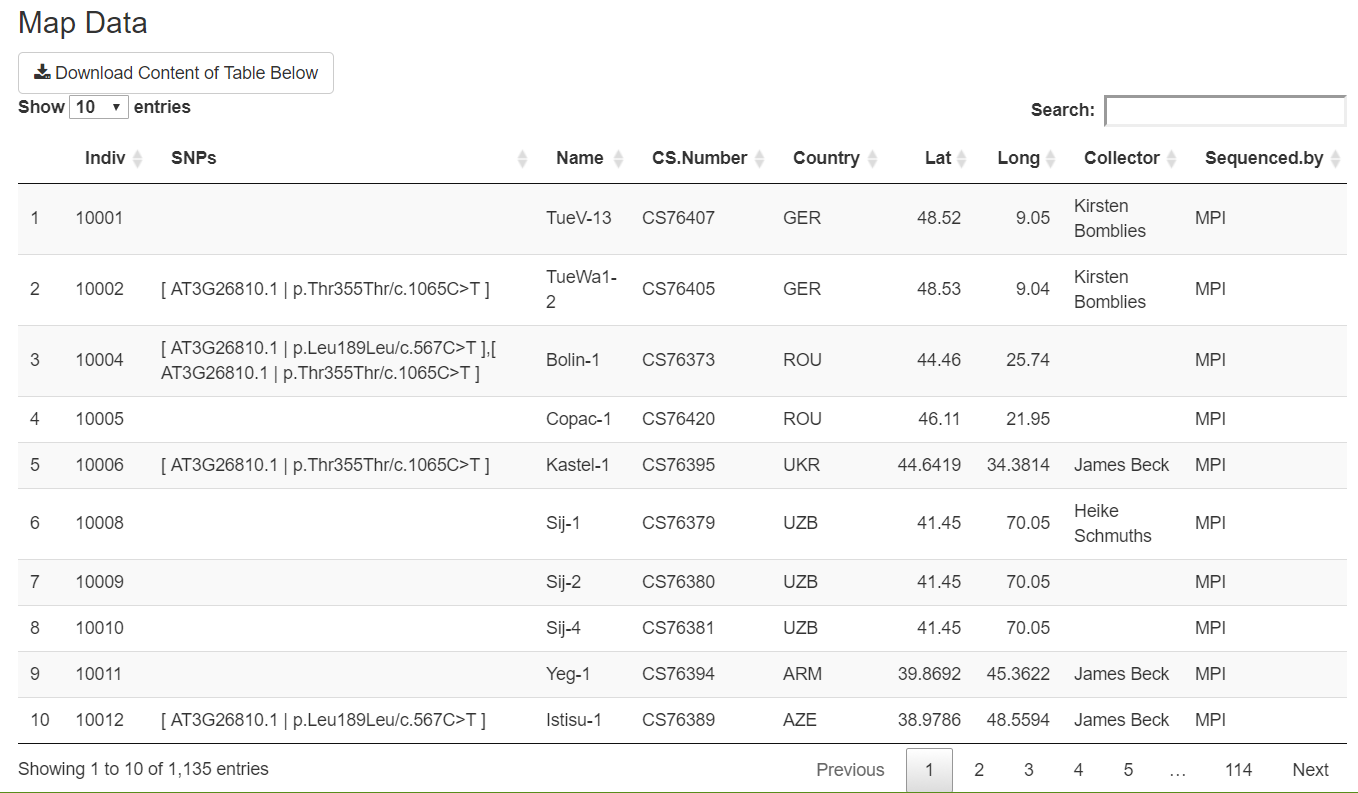 Map Data
Download Content of Table Below
Show 10 entries
Search:
Indiv SNPs Name CS.Number Country Lat Long Collector Sequenced.by
1 10001 TueV-13 CS76407 GER 48.52 9.05 Kirsten Bomblies MPI
2 10002 [ AT3G26810.1 | p.Thr355Thr/c.1065C>T ] TueWa1-2 CS76405 GER 48.53 9.04 Kirsten Bomblies MPI
3 10004 [ AT3G26810.1 | p.Leu189Leu/c.567C>T ],[ AT3G26810.1 | p.Thr355Thr/c.1065C>T ] Bolin-1 CS76373 ROU 44.46 25.74 MPI
4 10005 Copac-1 CS76420 ROU 46.11 21.95 MPI
5 10006 [ AT3G26810.1 | p.Thr355Thr/c.1065C>T ] Kastel-1 CS76395 UKR 44.6419 34.3814 James Beck MPI
6 10008 Sij-1 CS76379 UZB 41.45 70.05 Heike Schmuths MPI
7 10009 Sij-2 CS76380 UZB 41.45 70.05 MPI
8 10010 Sij-4 CS76381 UZB 41.45 70.05 MPI
9 10011 Yeg-1 CS76394 ARM 39.8692 45.3622 James Beck MPI
10 10012 [ AT3G26810.1 | p.Leu189Leu/c.567C>T ] Istisu-1 CS76389 AZE 38.9786 48.5594 James Beck MPI
Showing 1 to 10 of 1,135 entries
Previous 1 2 3 4 5 … 114 Next